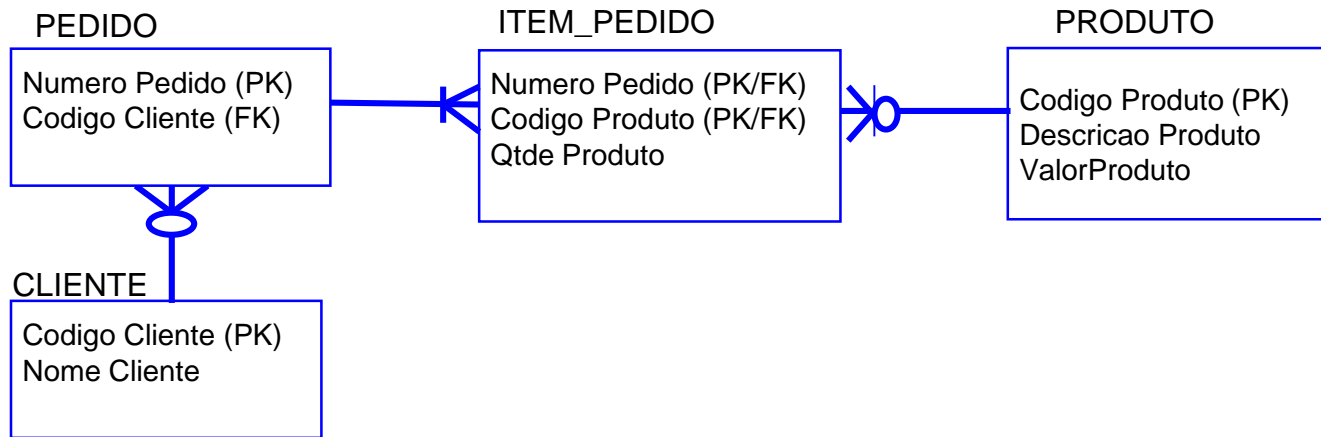 PEDIDO
Numero Pedido (PK)
Codigo Cliente (FK)
ITEM_PEDIDO
Numero Pedido (PK/FK)
Codigo Produto (PK/FK)
Qtde Produto
PRODUTO
Codigo Produto (PK)
Descricao Produto
ValorProduto
CLIENTE
Codigo Cliente (PK)
Nome Cliente